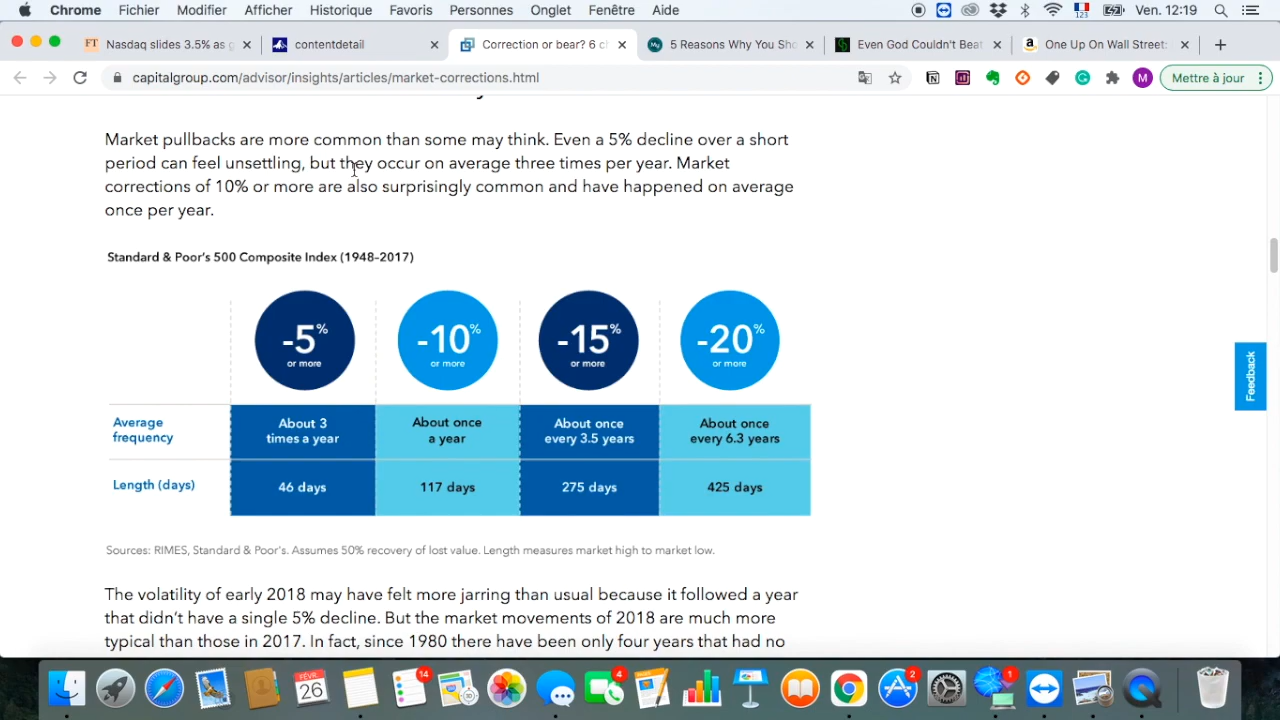 Chrome Fichier Modifier Afficher Historique Favoris Personnes Onglet Fenêtre Aide Ven. 12:19
FT Nasdaq slides 3.5% as contentdetail Correction or bear? 6 5 Reasons Why You Sho Even God Couldn't Beat One Up On Wall Street:
capitalgroup.com/advisor/insights/articles/market-corrections.html M Mettre à jour
Market pullbacks are more common than some may think. Even a 5% decline over a short
period can feel unsettling, but they occur on average three times per year. Market
corrections of 10% or more are also surprisingly common and have happened on average
once per year.
Standard & Poor's 500 Composite Index (1948–2017)
-5% -10% -15% -20%
or more or more or more or more
Average About 3 About once About once About once
frequency times a year a year every 3.5 years every 6.3 years
Length (days) 46 days 117 days 275 days 425 days
Feedback
Sources: RIMES, Standard & Poor's. Assumes 50% recovery of lost value. Length measures market high to market low.
The volatility of early 2018 may have felt more jarring than usual because it followed a year
that didn't have a single 5% decline. But the market movements of 2018 are much more
typical than those in 2017. In fact, since 1980 there have been only four years that had no
FÉVR. 26 14 4 2 1